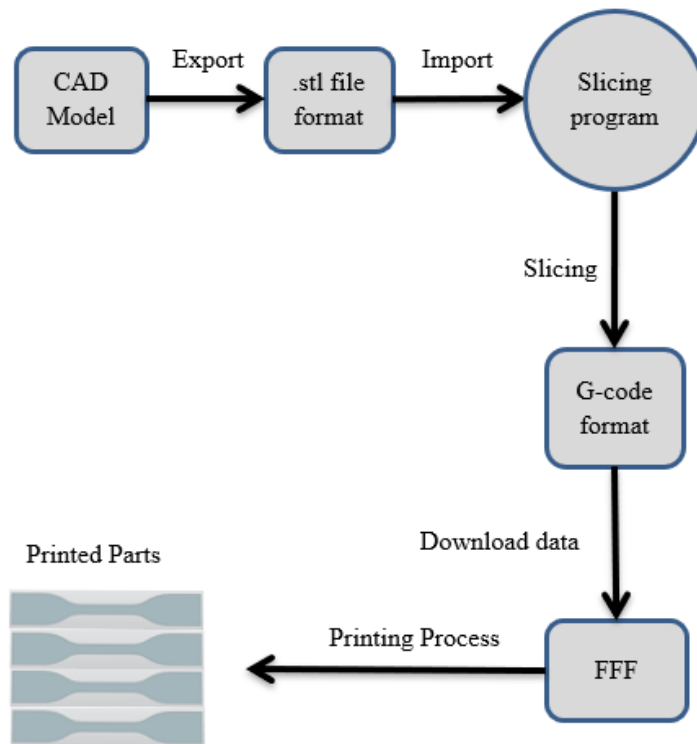 Export
Import
CAD
Model
.stl file
format
Slicing
program
Slicing
G-code
format
Download data
Printed Parts
Printing Process
FFF